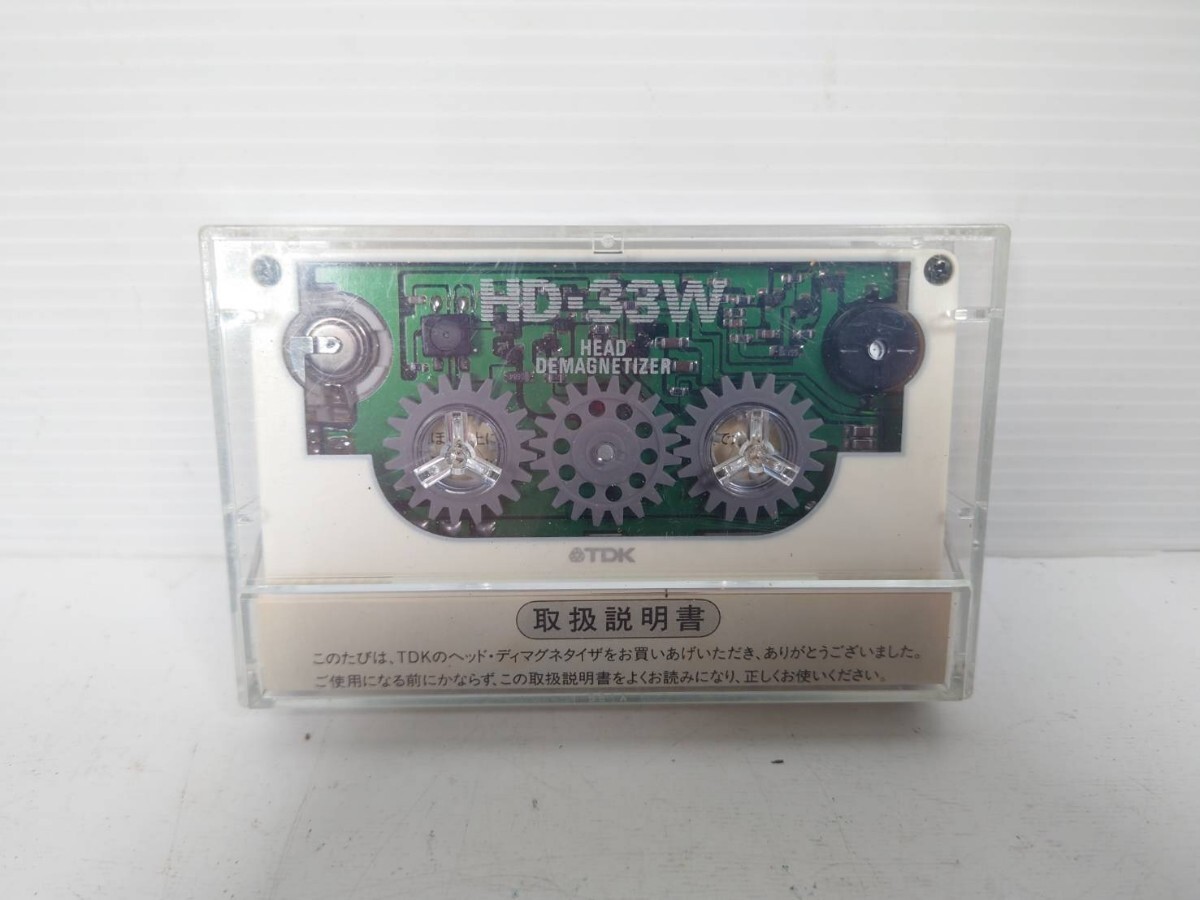 HD-33W
HEAD
DEMAGNETIZER
TDK
取扱説明書
このたびは、TDKのヘッド・ディマグネタイザをお買いあげいただき、ありがとうございました。
ご使用になる前にかならず、この取扱説明書をよくお読みになり、正しくお使いください。